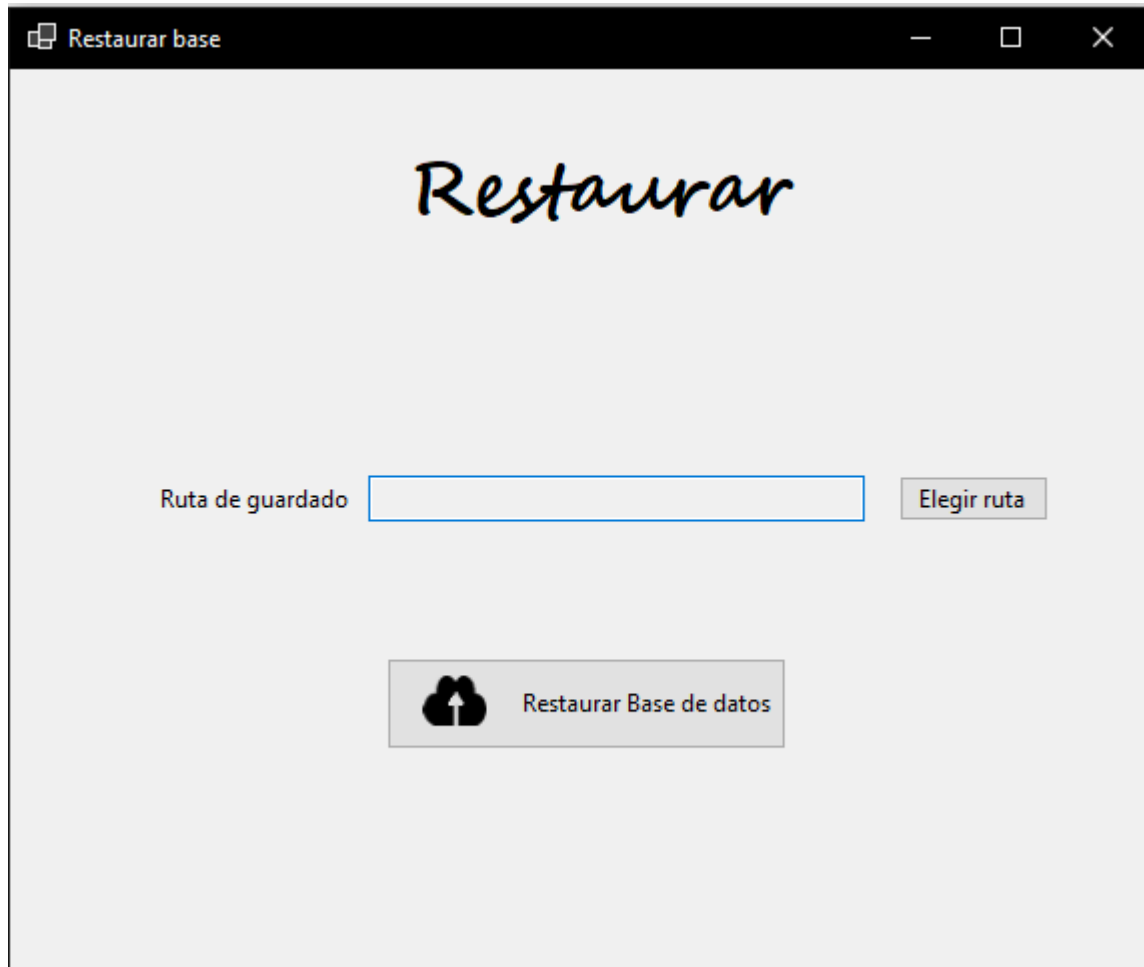 Restaurar base
Restaurar
Ruta de guardado
Elegir ruta
Restaurar Base de datos